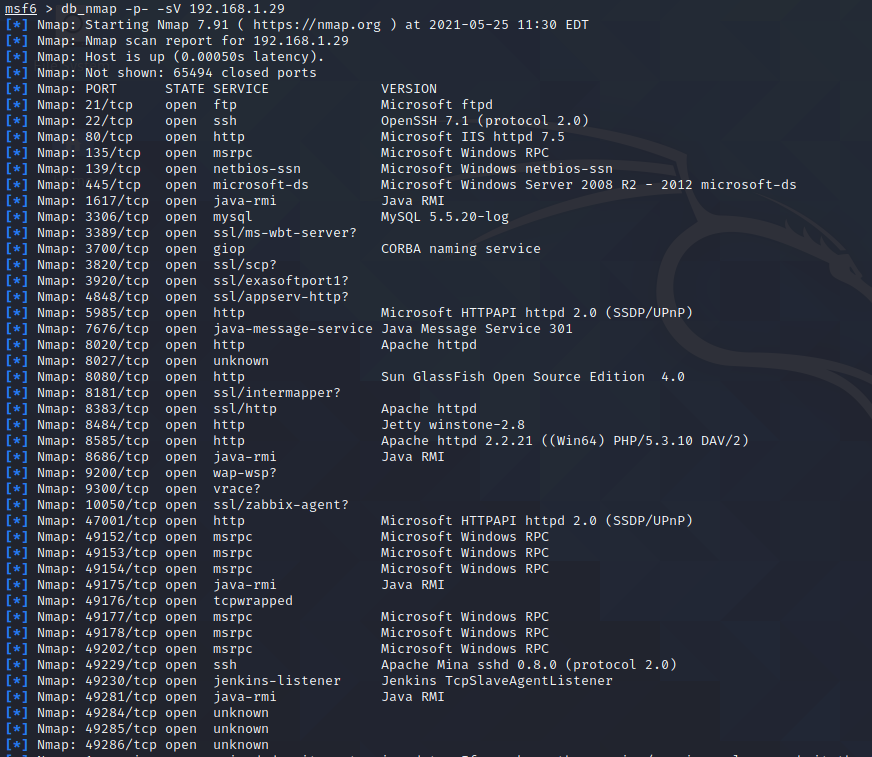 msf6 > db_nmap -p- -sV 192.168.1.29
[*] Nmap: Starting Nmap 7.91 ( https://nmap.org ) at 2021-05-25 11:30 EDT
[*] Nmap: Nmap scan report for 192.168.1.29
[*] Nmap: Host is up (0.00050s latency).
[*] Nmap: Not shown: 65494 closed ports
[*] Nmap: PORT      STATE SERVICE              VERSION
[*] Nmap: 21/tcp    open  ftp                  Microsoft ftpd
[*] Nmap: 22/tcp    open  ssh                  OpenSSH 7.1 (protocol 2.0)
[*] Nmap: 80/tcp    open  http                 Microsoft IIS httpd 7.5
[*] Nmap: 135/tcp   open  msrpc                Microsoft Windows RPC
[*] Nmap: 139/tcp   open  netbios-ssn          Microsoft Windows netbios-ssn
[*] Nmap: 445/tcp   open  microsoft-ds         Microsoft Windows Server 2008 R2 - 2012 microsoft-ds
[*] Nmap: 1617/tcp  open  java-rmi             Java RMI
[*] Nmap: 3306/tcp  open  mysql                MySQL 5.5.20-log
[*] Nmap: 3389/tcp  open  ssl/ms-wbt-server?
[*] Nmap: 3700/tcp  open  giop                 CORBA naming service
[*] Nmap: 3820/tcp  open  ssl/scp?
[*] Nmap: 3920/tcp  open  ssl/exasoftport1?
[*] Nmap: 4848/tcp  open  ssl/appserv-http?
[*] Nmap: 5985/tcp  open  http                 Microsoft HTTPAPI httpd 2.0 (SSDP/UPnP)
[*] Nmap: 7676/tcp  open  java-message-service Java Message Service 301
[*] Nmap: 8020/tcp  open  http                 Apache httpd
[*] Nmap: 8027/tcp  open  unknown
[*] Nmap: 8080/tcp  open  http                 Sun GlassFish Open Source Edition  4.0
[*] Nmap: 8181/tcp  open  ssl/intermapper?
[*] Nmap: 8383/tcp  open  ssl/http             Apache httpd
[*] Nmap: 8484/tcp  open  http                 Jetty winstone-2.8
[*] Nmap: 8585/tcp  open  http                 Apache httpd 2.2.21 ((Win64) PHP/5.3.10 DAV/2)
[*] Nmap: 8686/tcp  open  java-rmi             Java RMI
[*] Nmap: 9200/tcp  open  wap-wsp?
[*] Nmap: 9300/tcp  open  vrace?
[*] Nmap: 10050/tcp open  ssl/zabbix-agent?
[*] Nmap: 47001/tcp open  http                 Microsoft HTTPAPI httpd 2.0 (SSDP/UPnP)
[*] Nmap: 49152/tcp open  msrpc                Microsoft Windows RPC
[*] Nmap: 49153/tcp open  msrpc                Microsoft Windows RPC
[*] Nmap: 49154/tcp open  msrpc                Microsoft Windows RPC
[*] Nmap: 49175/tcp open  java-rmi             Java RMI
[*] Nmap: 49176/tcp open  tcpwrapped
[*] Nmap: 49177/tcp open  msrpc                Microsoft Windows RPC
[*] Nmap: 49178/tcp open  msrpc                Microsoft Windows RPC
[*] Nmap: 49202/tcp open  msrpc                Microsoft Windows RPC
[*] Nmap: 49229/tcp open  ssh                  Apache Mina sshd 0.8.0 (protocol 2.0)
[*] Nmap: 49230/tcp open  jenkins-listener     Jenkins TcpSlaveAgentListener
[*] Nmap: 49281/tcp open  java-rmi             Java RMI
[*] Nmap: 49284/tcp open  unknown
[*] Nmap: 49285/tcp open  unknown
[*] Nmap: 49286/tcp open  unknown